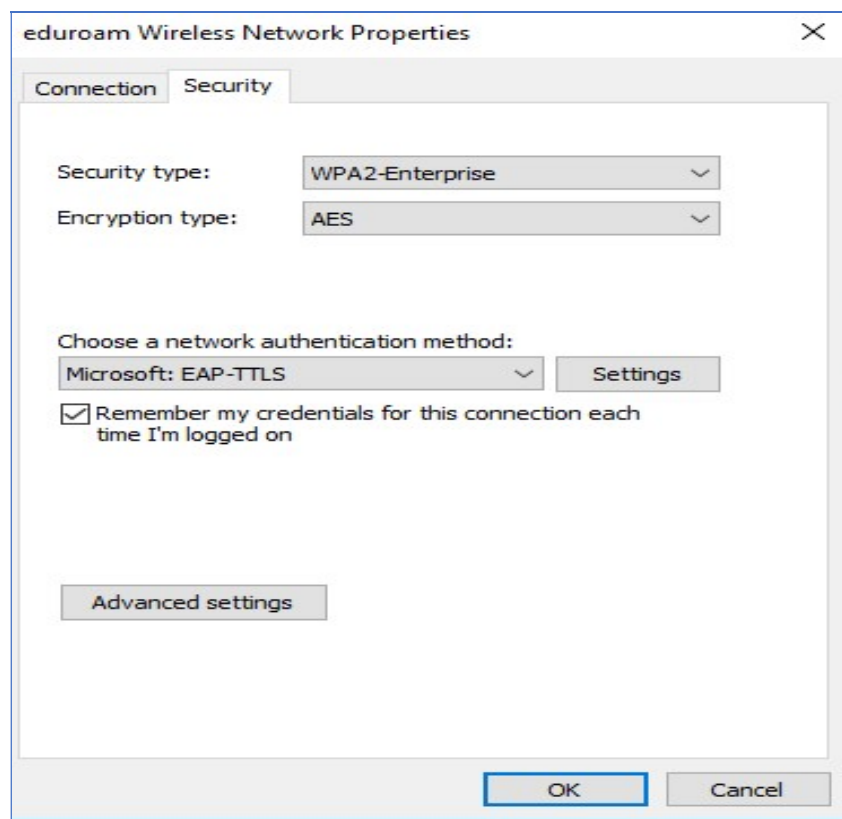 eduroam Wireless Network Properties
Connection Security
Security type: WPA2-Enterprise
Encryption type: AES
Choose a network authentication method:
Microsoft: EAP-TTLS Settings
Remember my credentials for this connection each
time I'm logged on
Advanced settings
OK Cancel